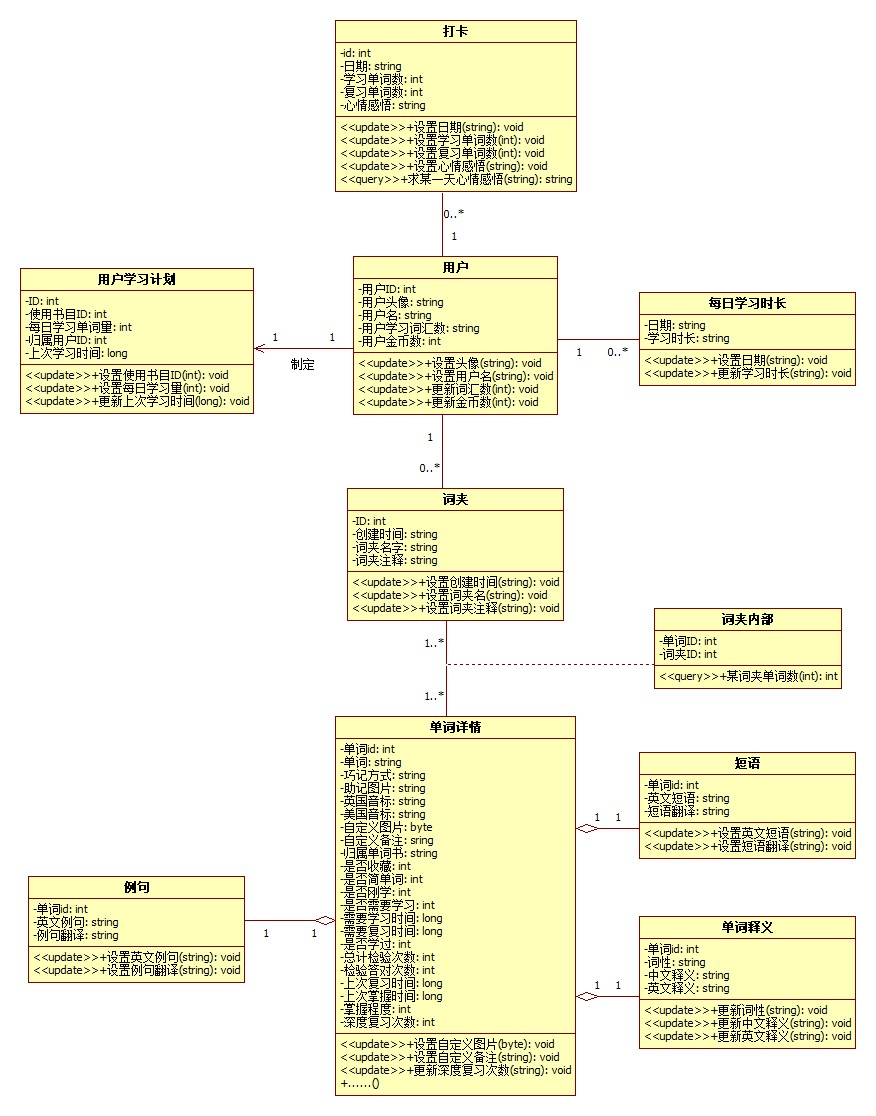 打卡
-id: int
-日期: string
-学习单词数: int
-复习单词数: int
-心情感悟: string
<<update>>+设置日期(string): void
<<update>>+设置学习单词数(int): void
<<update>>+设置复习单词数(int): void
<<update>>+设置心情感悟(string): void
<<query>>+求某一天心情感悟(string): string
0..*
1
用户学习计划
-ID: int
-使用书目ID: int
-每日学习单词量: int
-归属用户ID: int
-上次学习时间: long
<<update>>+设置使用书目ID(int): void
<<update>>+设置每日学习量(int): void
<<update>>+更新上次学习时间(long): void
1
1
制定
用户
-用户ID: int
-用户头像: string
-用户名: string
-用户学习词汇数: string
-用户金币数: int
<<update>>+设置头像(string): void
<<update>>+设置用户名(string): void
<<update>>+更新词汇数(int): void
<<update>>+更新金币数(int): void
1
0..*
每日学习时长
-日期: string
-学习时长: string
<<update>>+设置日期(string): void
<<update>>+更新学习时长(string): void
1
0..*
词夹
-ID: int
-创建时间: string
-词夹名字: string
-词夹注释: string
<<update>>+设置创建时间(string): void
<<update>>+设置词夹名(string): void
<<update>>+设置词夹注释(string): void
1..*
1..*
词夹内部
-单词ID: int
-词夹ID: int
<<query>>+某词夹单词数(int): int
单词详情
-单词id: int
-单词: string
-巧记方式: string
-助记图片: string
-英国音标: string
-美国音标: string
-自定义图片: byte
-自定义备注: sring
-归属单词书: string
-是否收藏: int
-是否简单词: int
-是否刚学: int
-是否需要学习: int
-需要学习时间: long
-需要复习时间: long
-是否学过: int
-总计检验次数: int
-检验答对次数: int
-上次复习时间: long
-上次掌握时间: long
-掌握程度: int
-深度复习次数: int
<<update>>+设置自定义图片(byte): void
<<update>>+设置自定义备注(string): void
<<update>>+更新深度复习次数(string): void
+......()
短语
-单词id: int
-英文短语: string
-短语翻译: string
<<update>>+设置英文短语(string): void
<<update>>+设置短语翻译(string): void
1
1
例句
-单词id: int
-英文例句: string
-例句翻译: string
<<update>>+设置英文例句(string): void
<<update>>+设置例句翻译(string): void
1
1
单词释义
-单词id: int
-词性: string
-中文释义: string
-英文释义: string
<<update>>+更新词性(string): void
<<update>>+更新中文释义(string): void
<<update>>+更新英文释义(string): void
1
1